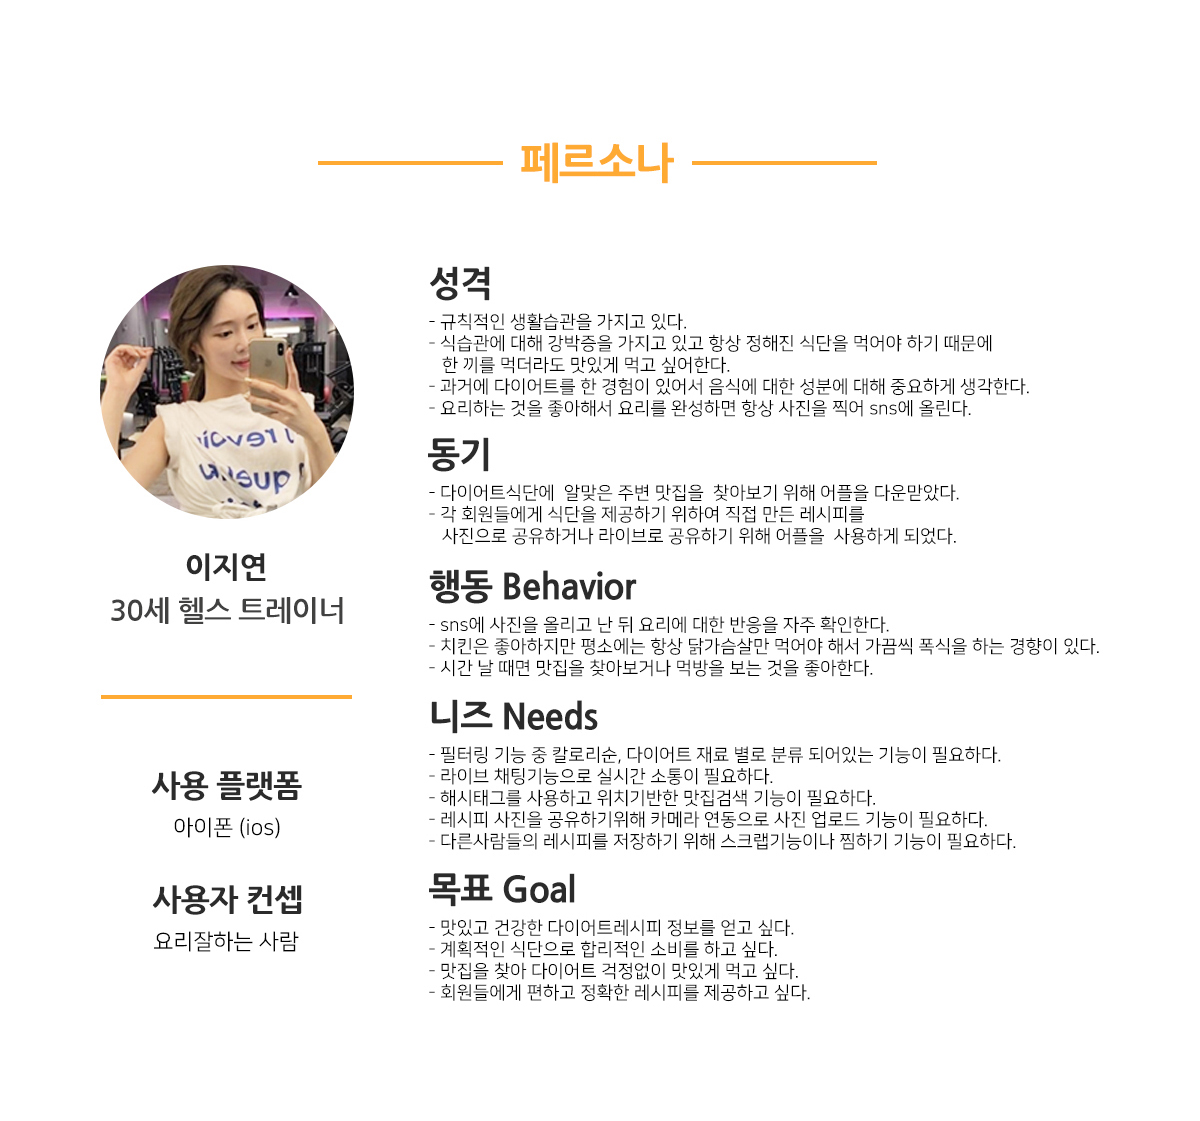 페르소나
이지연
30세 헬스 트레이너
사용 플랫폼
아이폰 (ios)
사용자 컨셉
요리잘하는 사람
성격
- 규칙적인 생활습관을 가지고 있다.
- 식습관에 대해 강박증을 가지고 있고 항상 정해진 식단을 먹어야 하기 때문에
한 끼를 먹더라도 맛있게 먹고 싶어한다.
- 과거에 다이어트를 한 경험이 있어서 음식에 대한 성분에 대해 중요하게 생각한다.
- 요리하는 것을 좋아해서 요리를 완성하면 항상 사진을 찍어 sns에 올린다.
동기
- 다이어트식단에 알맞은 주변 맛집을 찾아보기 위해 어플을 다운받았다.
- 각 회원들에게 식단을 제공하기 위하여 직접 만든 레시피를
사진으로 공유하거나 라이브로 공유하기 위해 어플을 사용하게 되었다.
행동 Behavior
- sns에 사진을 올리고 난 뒤 요리에 대한 반응을 자주 확인한다.
- 치킨은 좋아하지만 평소에는 항상 닭가슴살만 먹어야 해서 가끔씩 폭식을 하는 경향이 있다.
- 시간 날 때면 맛집을 찾아보거나 먹방을 보는 것을 좋아한다.
니즈 Needs
- 필터링 기능 중 칼로리순, 다이어트 재료 별로 분류 되어있는 기능이 필요하다.
- 라이브 채팅기능으로 실시간 소통이 필요하다.
- 해시태그를 사용하고 위치기반한 맛집검색 기능이 필요하다.
- 레시피 사진을 공유하기위해 카메라 연동으로 사진 업로드 기능이 필요하다.
- 다른사람들의 레시피를 저장하기 위해 스크랩기능이나 찜하기 기능이 필요하다.
목표 Goal
- 맛있고 건강한 다이어트레시피 정보를 얻고 싶다.
- 계획적인 식단으로 합리적인 소비를 하고 싶다.
- 맛집을 찾아 다이어트 걱정없이 맛있게 먹고 싶다.
- 회원들에게 편하고 정확한 레시피를 제공하고 싶다.